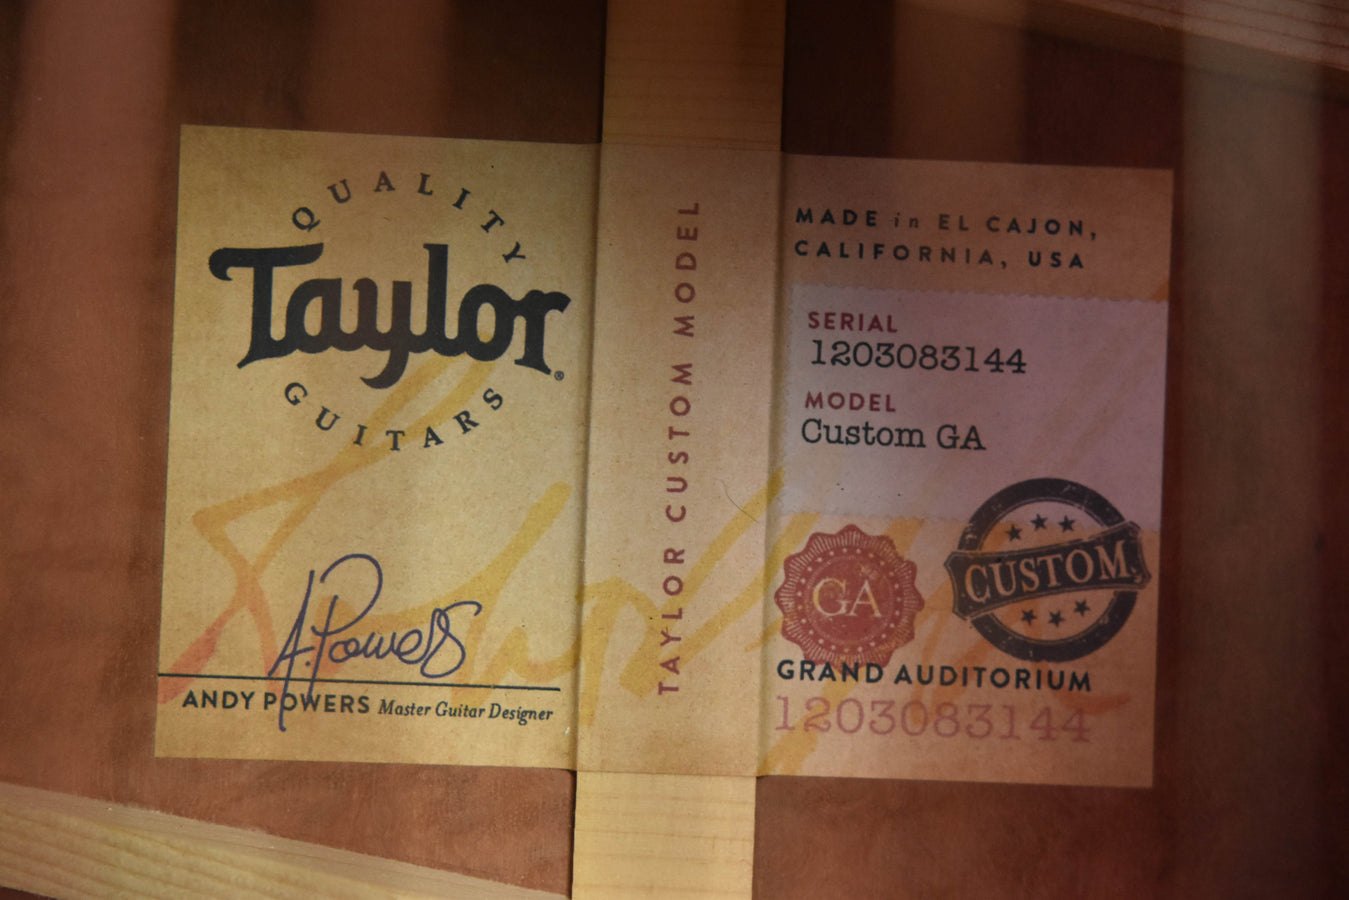 QUALITY
Taylor®
GUITARS
A. Powers
ANDY POWERS Master Guitar Designer
TAYLOR CUSTOM MODEL
MADE in EL CAJON,
CALIFORNIA, USA
SERIAL
1203083144
MODEL
Custom GA
GA
CUSTOM
GRAND AUDITORIUM
1203083144